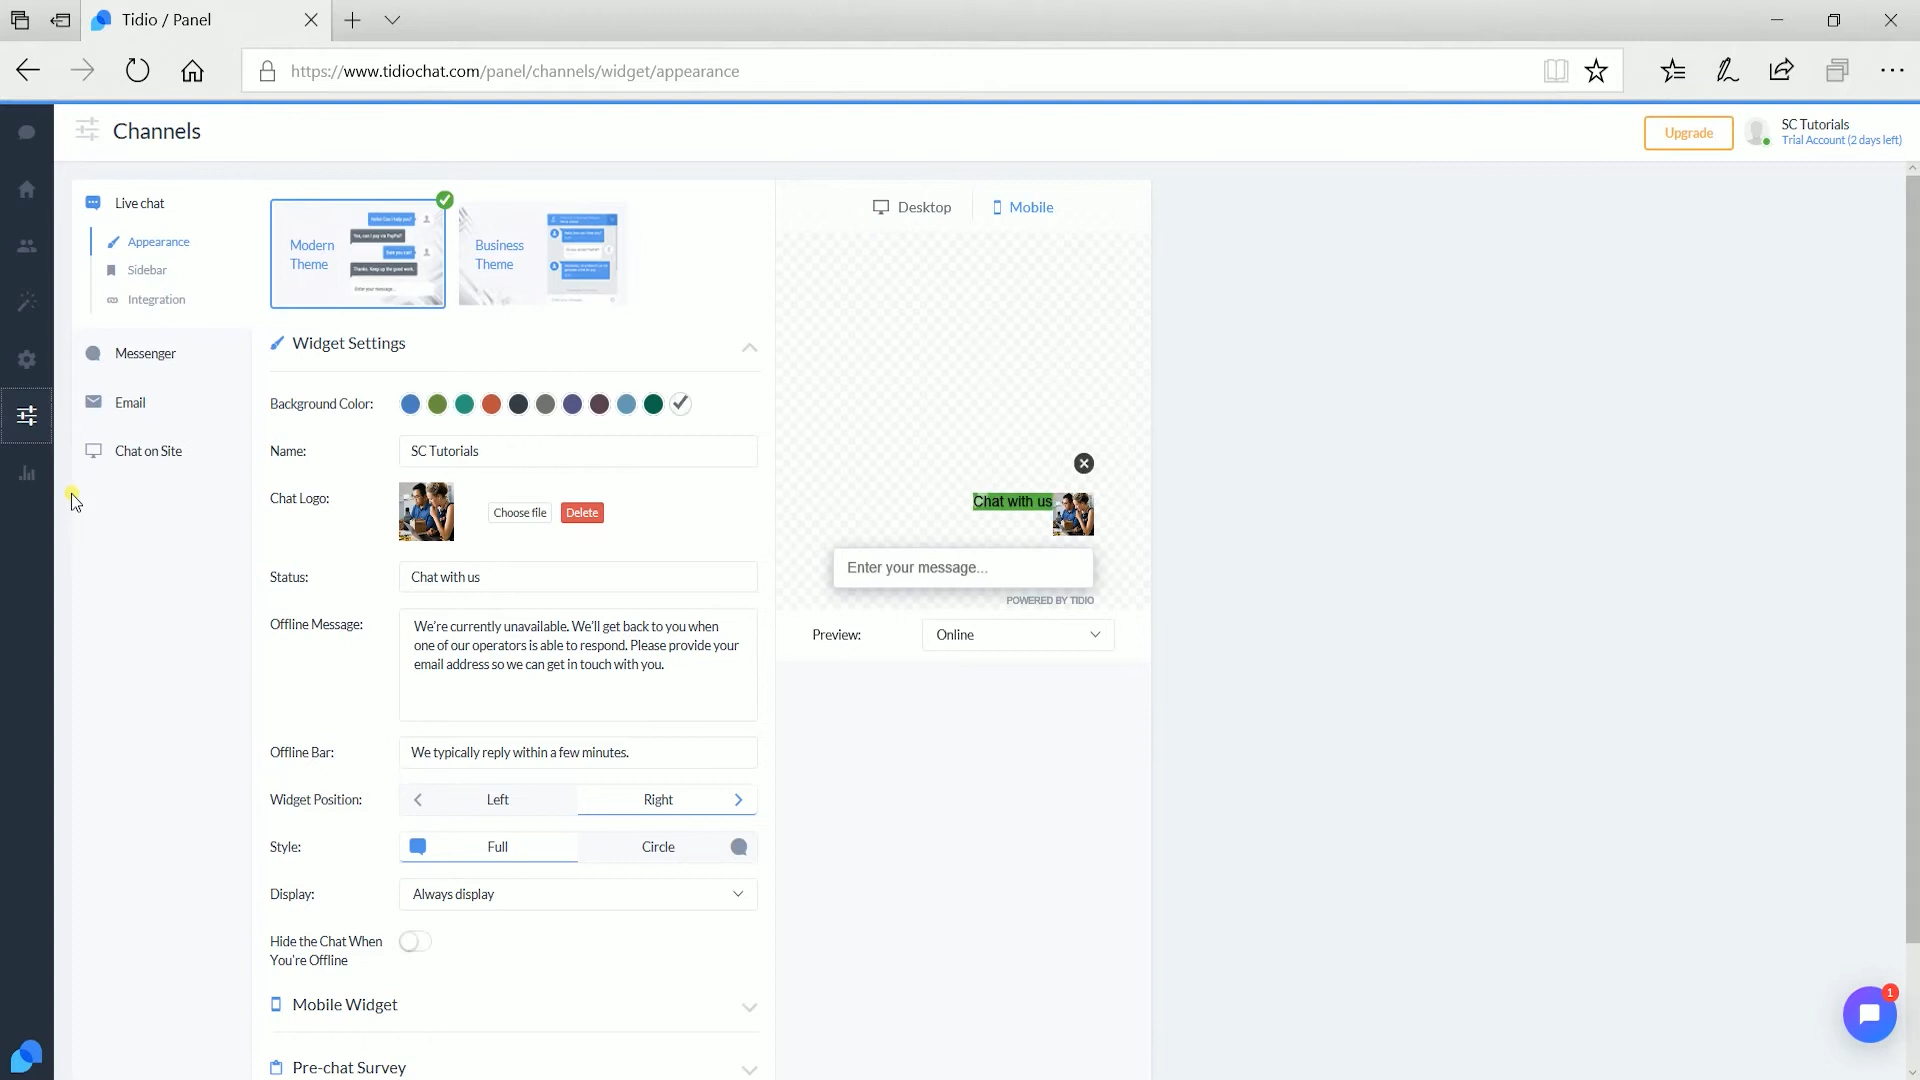 Tidio / Panel
https://www.tidiochat.com/panel/channels/widget/appearance
Channels
Upgrade
SC Tutorials
Trial Account (2 days left)
Live chat
Appearance
Sidebar
Integration
Messenger
Email
Chat on Site
Modern
Theme
Enter your message...
Business
Theme
Desktop
Mobile
Widget Settings
Background Color:
Name:
SC Tutorials
Chat Logo:
Choose file
Delete
Status:
Chat with us
Offline Message:
We're currently unavailable. We'll get back to you when
one of our operators is able to respond. Please provide your
email address so we can get in touch with you.
Offline Bar:
We typically reply within a few minutes.
Widget Position:
Left
Right
Style:
Full
Circle
Display:
Always display
Hide the Chat When
You're Offline
Mobile Widget
Pre-chat Survey
Chat with us
Enter your message...
POWERED BY TIDIO
Preview:
Online
1